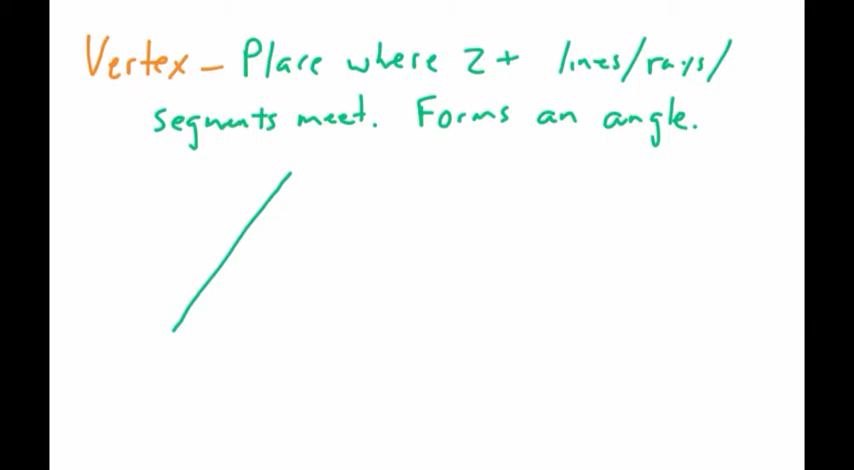 Vertex - Place where 2+ lines/rays/
segments meet. Forms an angle.